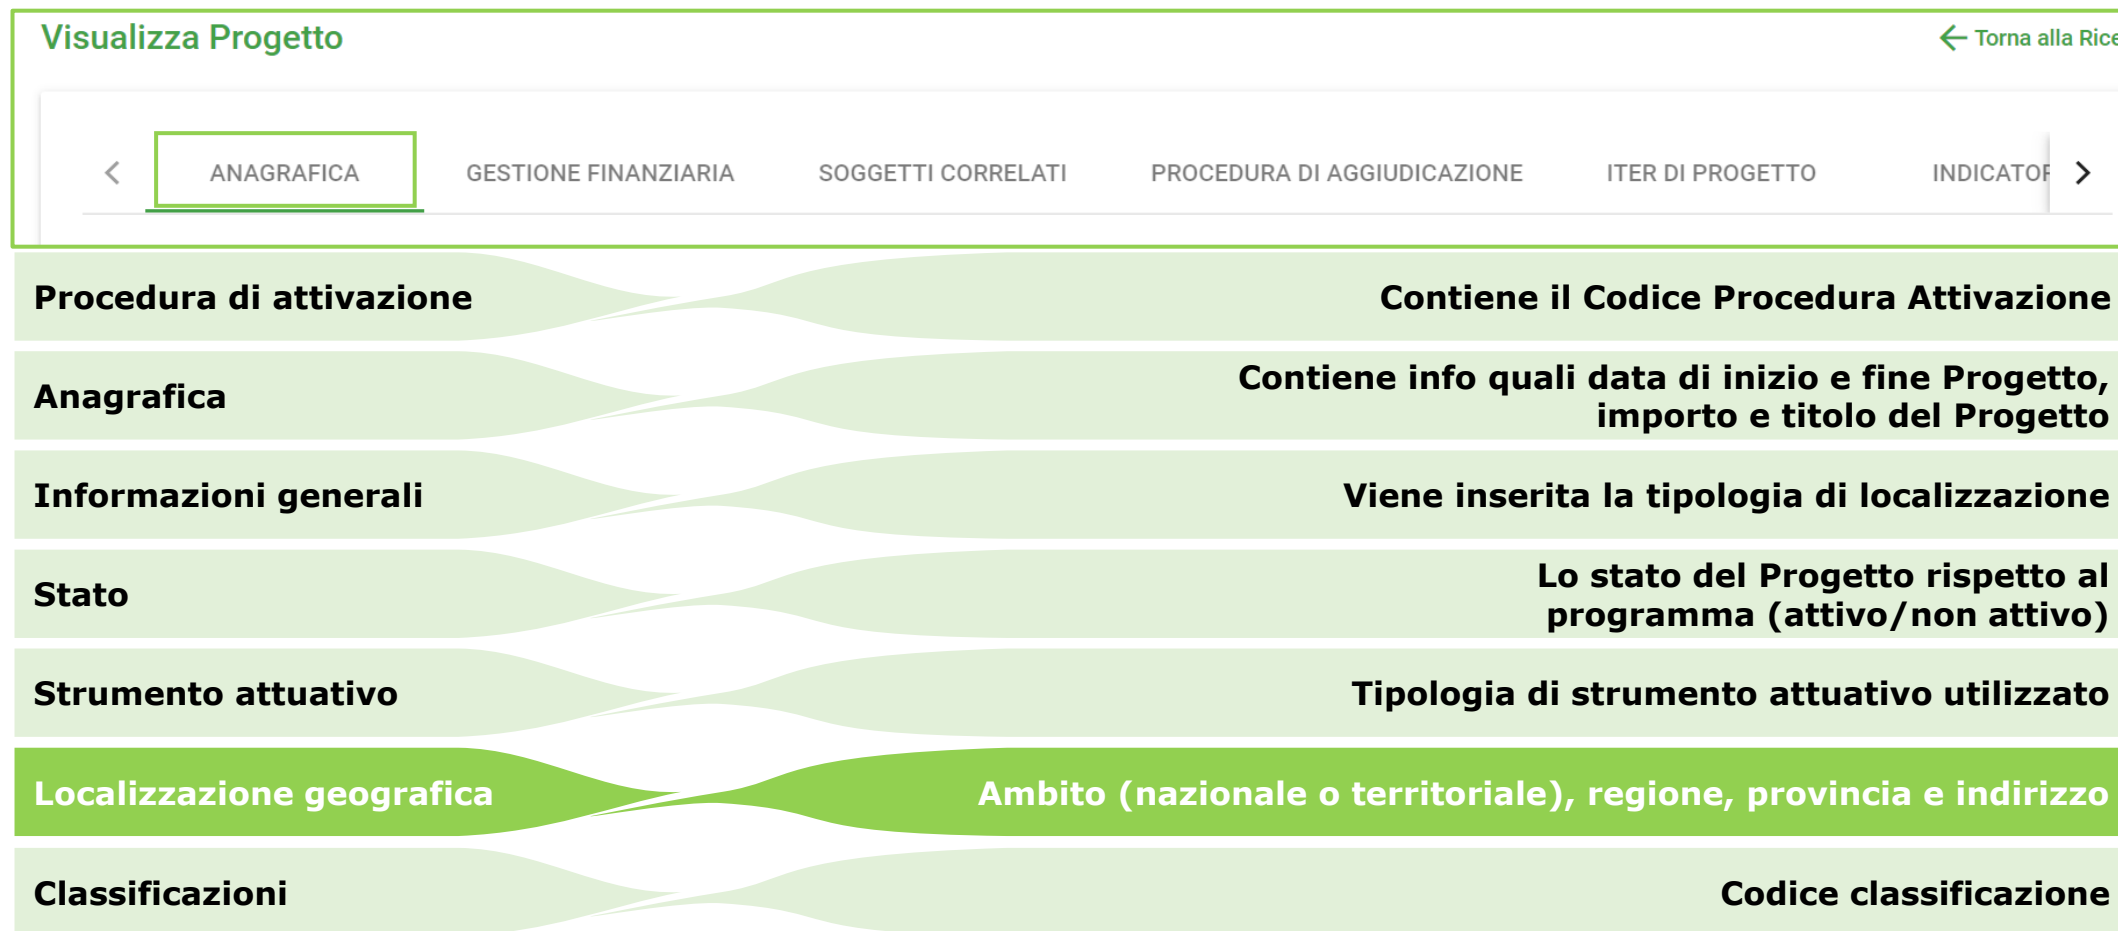 Visualizza Progetto
← Torna alla Rice
ANAGRAFICA GESTIONE FINANZIARIA SOGGETTI CORRELATI PROCEDURA DI AGGIUDICAZIONE ITER DI PROGETTO INDICATOR
Procedura di attivazione
Contiene il Codice Procedura Attivazione
Anagrafica
Contiene info quali data di inizio e fine Progetto,
importo e titolo del Progetto
Informazioni generali
Viene inserita la tipologia di localizzazione
Stato
Lo stato del Progetto rispetto al
programma (attivo/non attivo)
Strumento attuativo
Tipologia di strumento attuativo utilizzato
Localizzazione geografica
Ambito (nazionale o territoriale), regione, provincia e indirizzo
Classificazioni
Codice classificazione